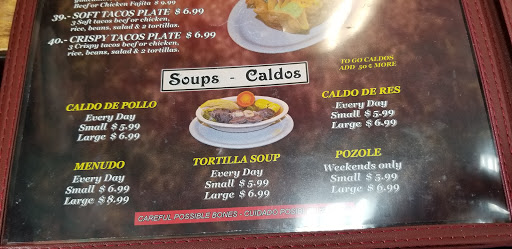 Beef or Chicken Fajita $ 9.99
39.- SOFT TACOS PLATE $ 6.99
3 Soft tacos beef or chicken,
rice, beans, salad & 2 tortillas.
40.- CRISPY TACOS PLATE $ 6.99
3 Crispy tacos beef or chicken,
rice, beans, salad & 2 tortillas.
Soups - Caldos
TO GO CALDOS
ADD 50 ¢ MORE
CALDO DE POLLO
Every Day
Small $ 5.99
Large $ 6.99
CALDO DE RES
Every Day
Small $ 5.99
Large $ 6.99
MENUDO
Every Day
Small $ 6.99
Large $ 8.99
TORTILLA SOUP
Every Day
Small $ 5.99
Large $ 6.99
POZOLE
Weekends only
Small $ 5.99
Large $ 6.99
CAREFUL POSSIBLE BONES - CUIDADO